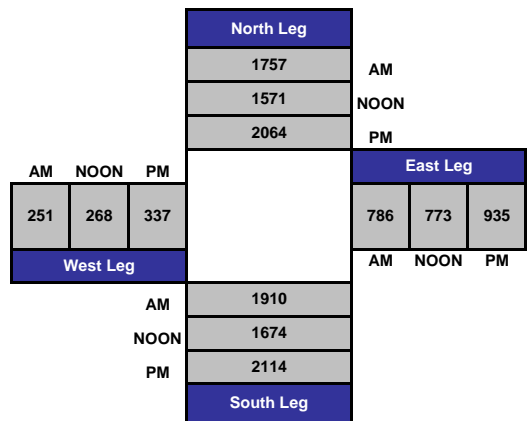 North Leg
1757 AM
1571 NOON
2064 PM
AM NOON PM
East Leg
251 268 337
786 773 935
West Leg
AM NOON PM
AM 1910
NOON 1674
PM 2114
South Leg